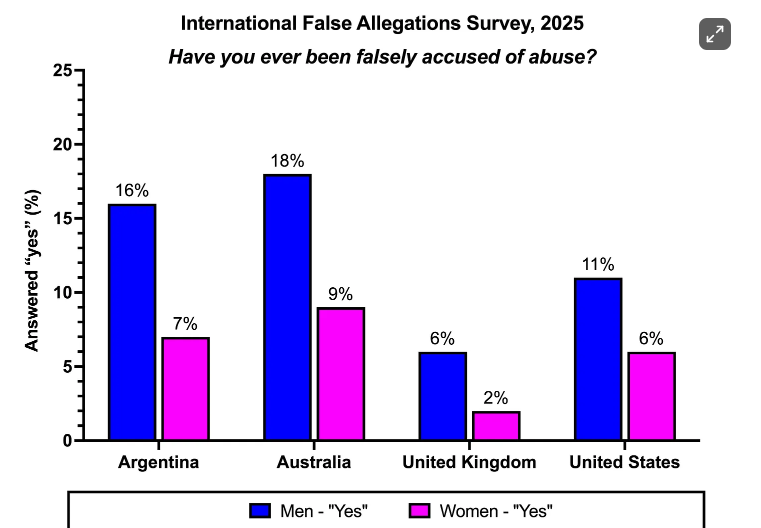 International False Allegations Survey, 2025
Have you ever been falsely accused of abuse?
Answered “yes” (%)
25
20
15
10
5
0
16%
7%
18%
9%
6%
2%
11%
6%
Argentina
Australia
United Kingdom
United States
Men - "Yes"
Women - "Yes"